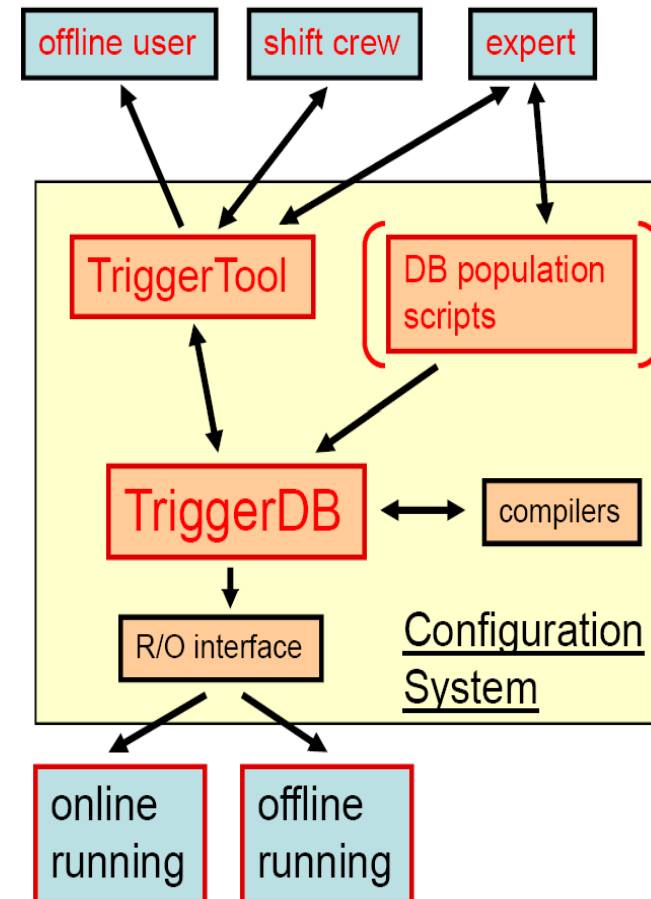 offline user
shift crew
expert
TriggerTool
DB population
scripts
TriggerDB
compilers
R/O interface
Configuration
System
online
running
offline
running